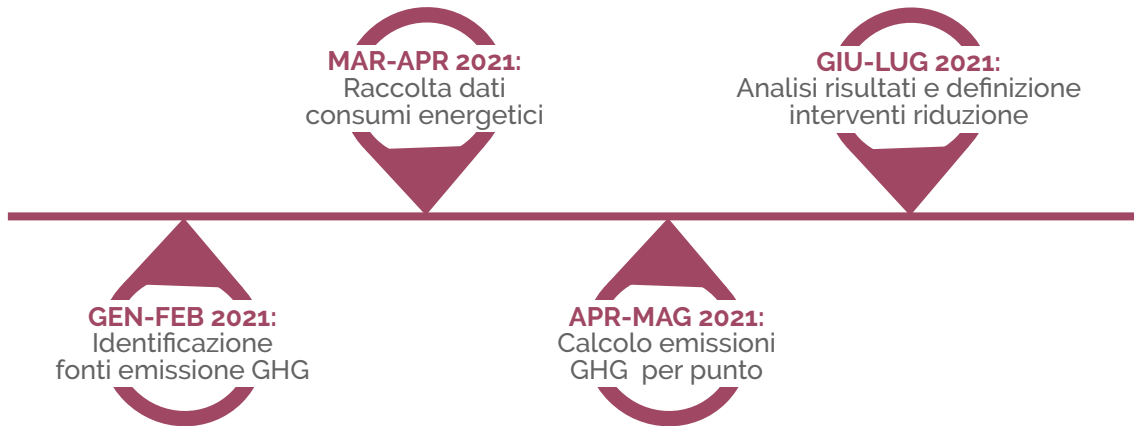 MAR-APR 2021:
Raccolta dati
consumi energetici
GIU-LUG 2021:
Analisi risultati e definizione
interventi riduzione
GEN-FEB 2021:
Identificazione
fonti emissione GHG
APR-MAG 2021:
Calcolo emissioni
GHG per punto